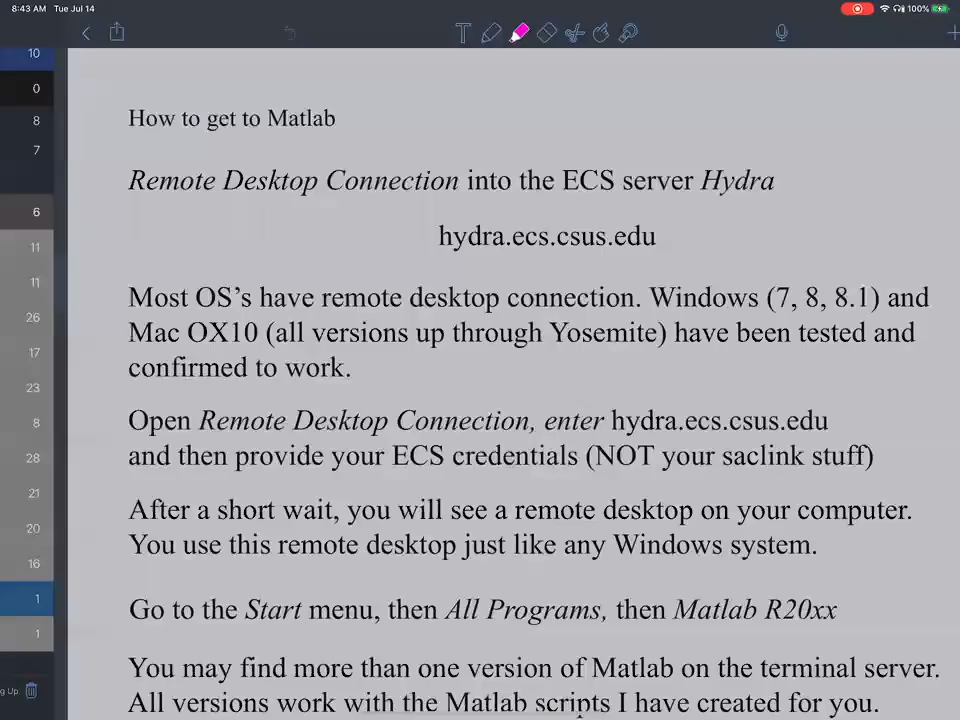 8:43 AM Tue Jul 14
100%
10
0
8
7
6
11
11
26
17
23
8
28
21
20
16
1
1
g Up
How to get to Matlab
Remote Desktop Connection into the ECS server Hydra
hydra.ecs.csus.edu
Most OS's have remote desktop connection. Windows (7, 8, 8.1) and
Mac OX10 (all versions up through Yosemite) have been tested and
confirmed to work.
Open Remote Desktop Connection, enter hydra.ecs.csus.edu
and then provide your ECS credentials (NOT your saclink stuff)
After a short wait, you will see a remote desktop on your computer.
You use this remote desktop just like any Windows system.
Go to the Start menu, then All Programs, then Matlab R20xx
You may find more than one version of Matlab on the terminal server.
All versions work with the Matlab scripts I have created for you.